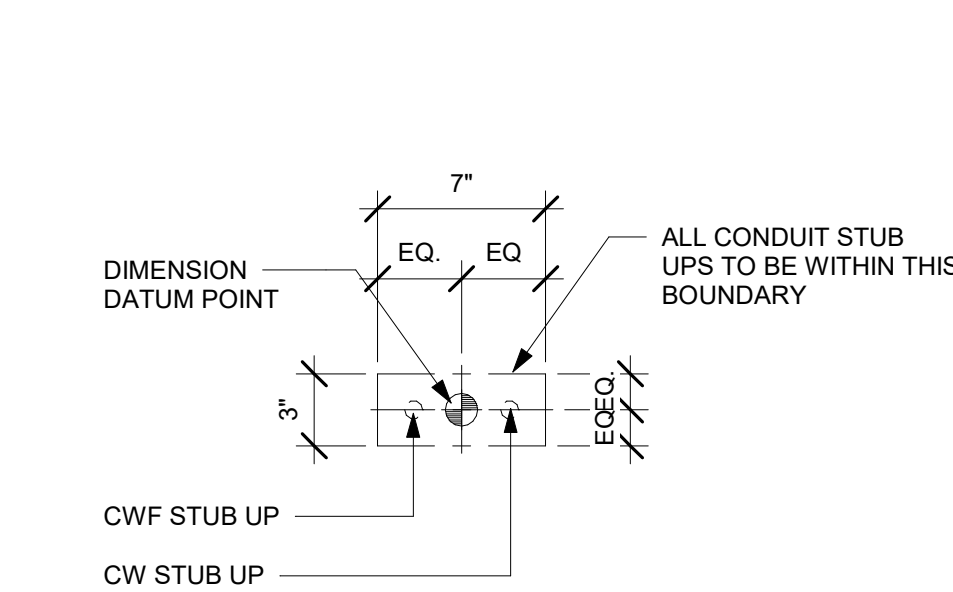 7"
EQ.
EQ
ALL CONDUIT STUB
UPS TO BE WITHIN THIS
BOUNDARY
DIMENSION
DATUM POINT
3"
EQ.
EQ
CWF STUB UP
CW STUB UP